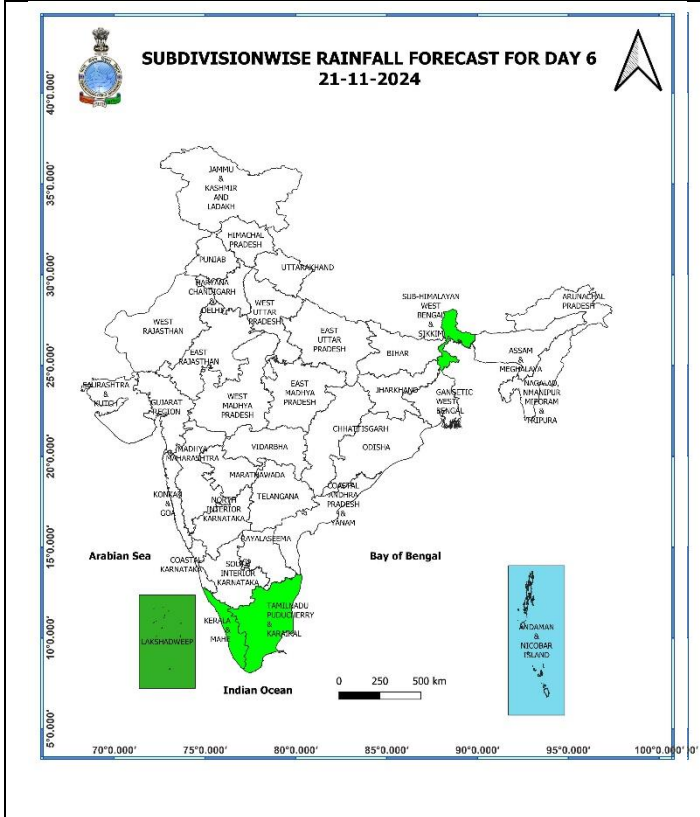 SUBDIVISIONWISE RAINFALL FORECAST FOR DAY 6
21-11-2024
40°0.000'
35°0.000'
30°0.000'
25°0.000'
20°0.000'
15°0.000'
10°0.000'
5°0.000'
JAMMU
&
KASHMIR
AND
LADAKH
HIMACHAL
PRADESH
PUNJAB
UTTARAKHAND
HARYANA
CHANDIGARH
&
DELHI
WEST
UTTAR
PRADESH
WEST
RAJASTHAN
EAST
RAJASTHAN
EAST
UTTAR
PRADESH
SUB-HIMALAYAN
WEST
BENGAL
&
SIKKIM
ARUNACHAL
PRADESH
BIHAR
ASSAM
&
MEGHALAYA
SAURASHTRA
&
KUTCH
GUJARAT
REGION
WEST
MADHYA
PRADESH
EAST
MADHYA
PRADESH
JHARKHAND
GANGETIC
WEST
BENGAL
MANIPUR
MIZORAM
&
TRIPURA
CHHATTISGARH
MADHYA
MAHARASHTRA
VIDARBHA
ODISHA
MARATHAWADA
KONKAN
&
GOA
NORTH
INTERIOR
KARNATAKA
TELANGANA
COASTAL
ANDHRA
PRADESH
&
YANAM
RAYALASEEMA
Arabian Sea
Bay of Bengal
COASTAL
KARNATAKA
SOUTH
INTERIOR
KARNATAKA
LAKSHADWEEP
KERALA
&
MAHE
TAMILNADU
PUDUCHERRY
&
KARAIKAL
ANDAMAN
&
NICOBAR
ISLAND
Indian Ocean
0 250 500 km
70°0.000' 75°0.000' 80°0.000' 85°0.000' 90°0.000' 95°0.000' 100°0.000'